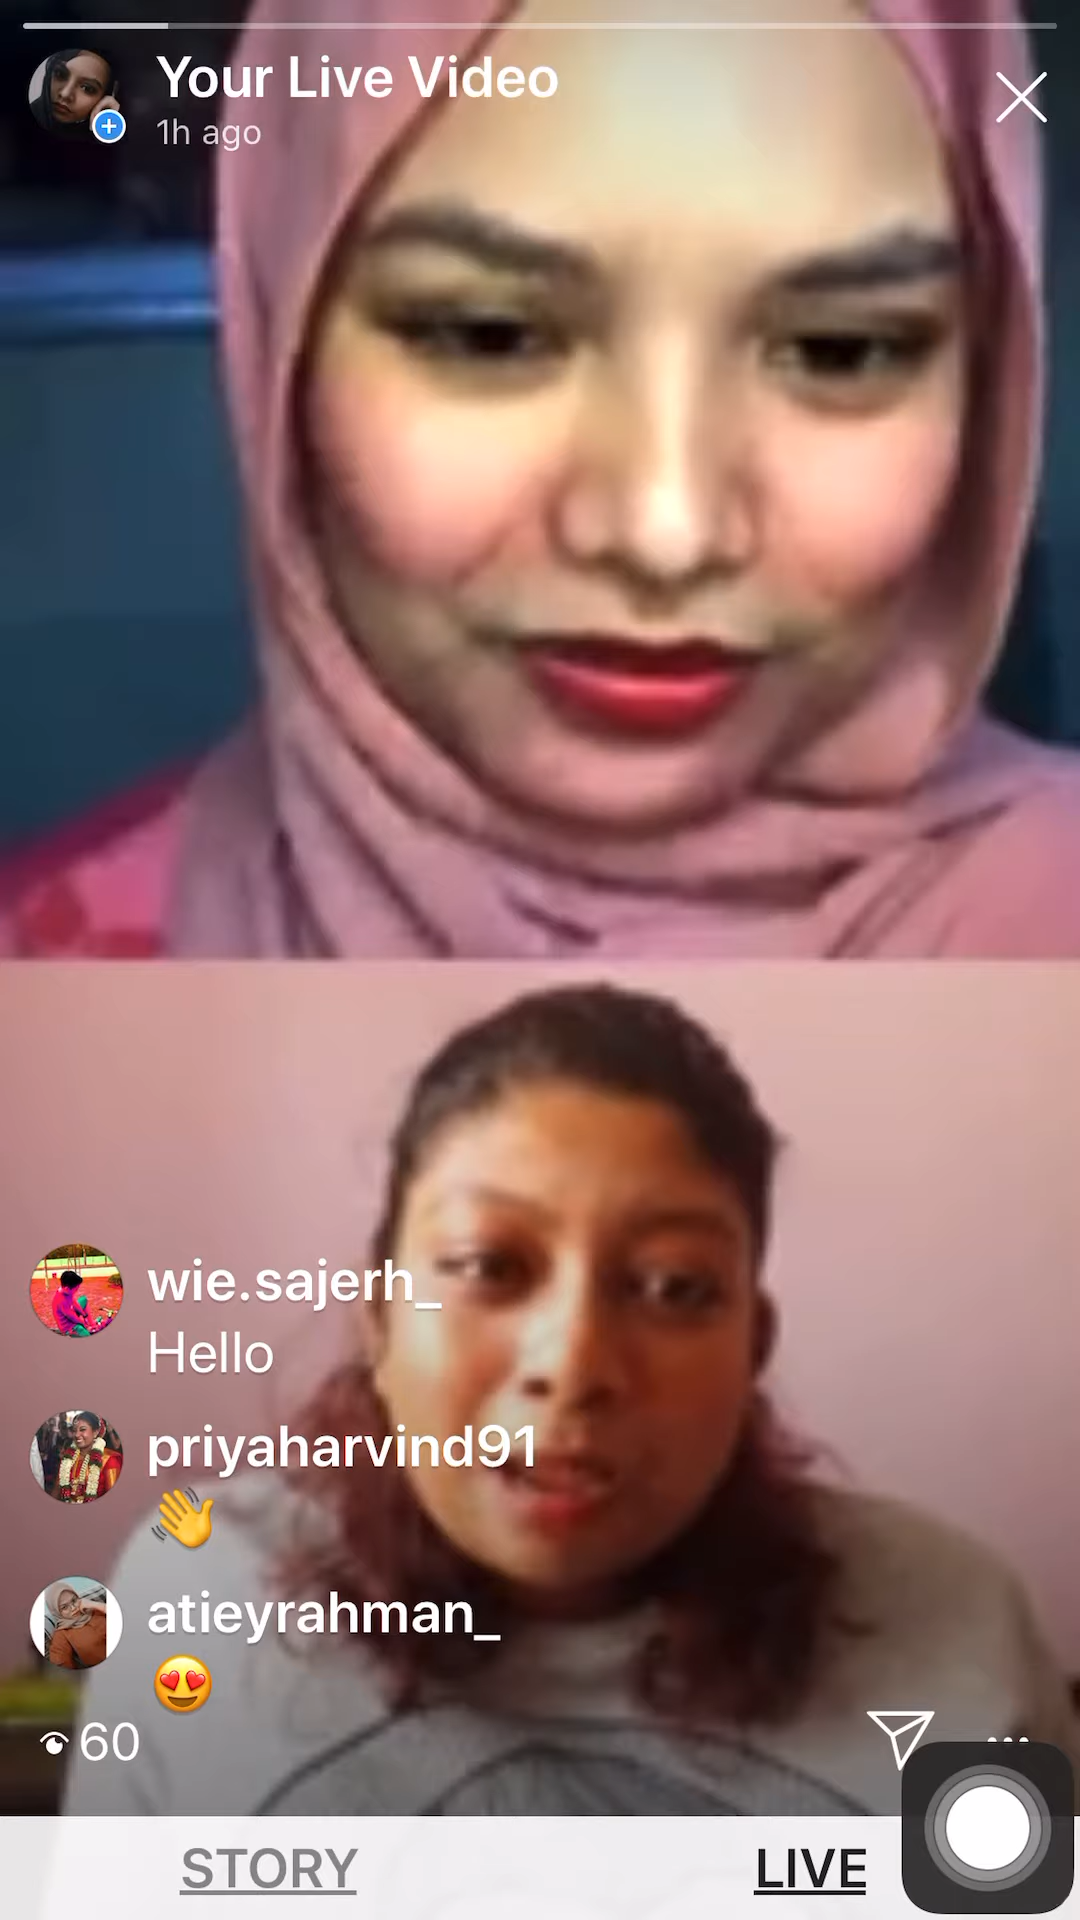 Your Live Video
1h ago
wie.sajerh_
Hello
priyaharvind91
👋
atieyrahman_
😍
60
STORY
LIVE